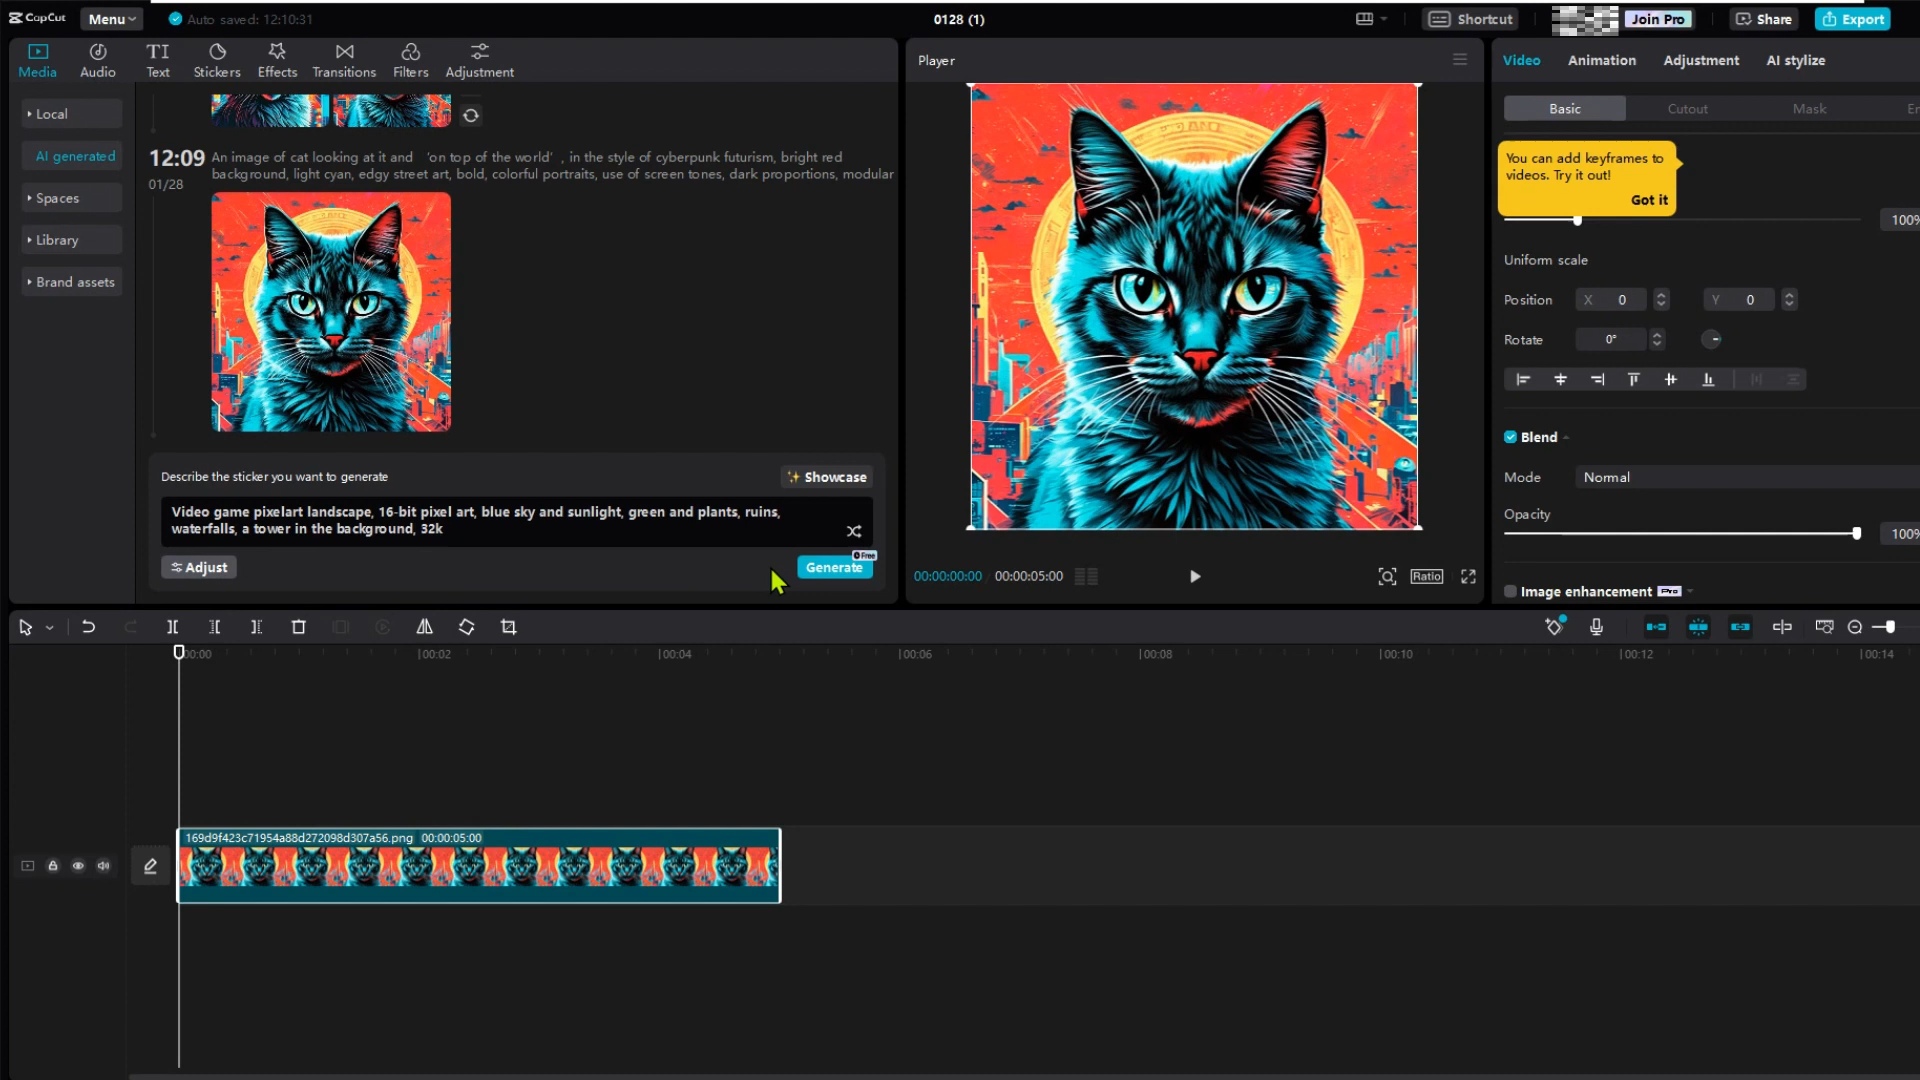 CapCut
Menu
Auto saved: 12:10:31
0128 (1)
Shortcut
Join Pro
Share
Export
Media
Audio
TI
Text
Stickers
Effects
Transitions
Filters
Adjustment
Player
Video
Animation
Adjustment
AI stylize
Local
AI generated
Spaces
Library
Brand assets
12:09
01/28
An image of cat looking at it and ‘on top of the world’ , in the style of cyberpunk futurism, bright red
background, light cyan, edgy street art, bold, colorful portraits, use of screen tones, dark proportions, modular
Basic
Cutout
Mask
En
You can add keyframes to
videos. Try it out!
Got it
100%
Uniform scale
Position
X 0
Y 0
Rotate
0°
Blend
Mode
Normal
Opacity
100%
Image enhancement Pro
Describe the sticker you want to generate
Showcase
Video game pixelart landscape, 16-bit pixel art, blue sky and sunlight, green and plants, ruins,
waterfalls, a tower in the background, 32k
Adjust
Free
Generate
00:00:00:00
00:00:05:00
Ratio
00:00
00:02
00:04
00:06
00:08
00:10
00:12
00:14
169d9f423c71954a88d272098d307a56.png 00:00:05:00